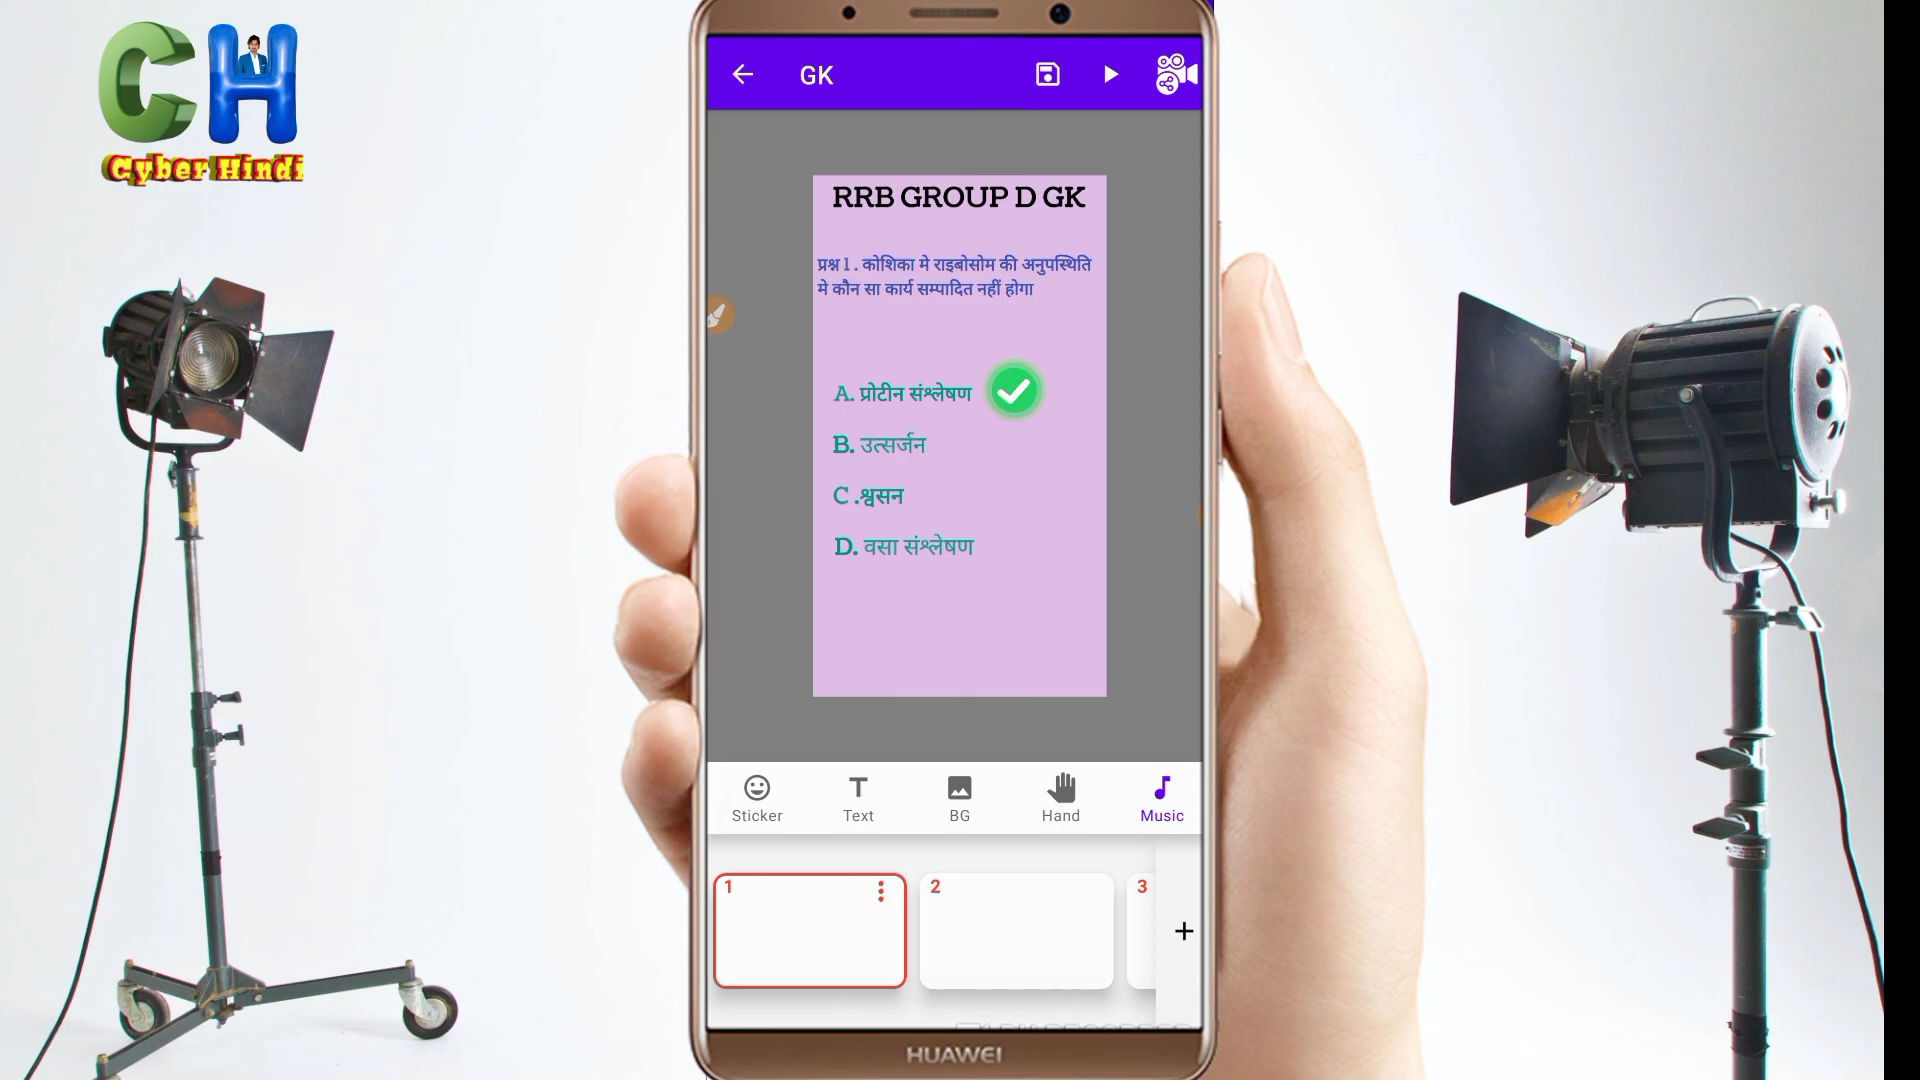 CH
Cyber Hindi
GK
RRB GROUP D GK
प्रश्न 1 . कोशिका मे राइबोसोम की अनुपस्थिति
मे कौन सा कार्य सम्पादित नहीं होगा
A. प्रोटीन संश्लेषण
B. उत्सर्जन
C .श्वसन
D. वसा संश्लेषण
Sticker
Text
BG
Hand
Music
1
2
3
HUAWEI